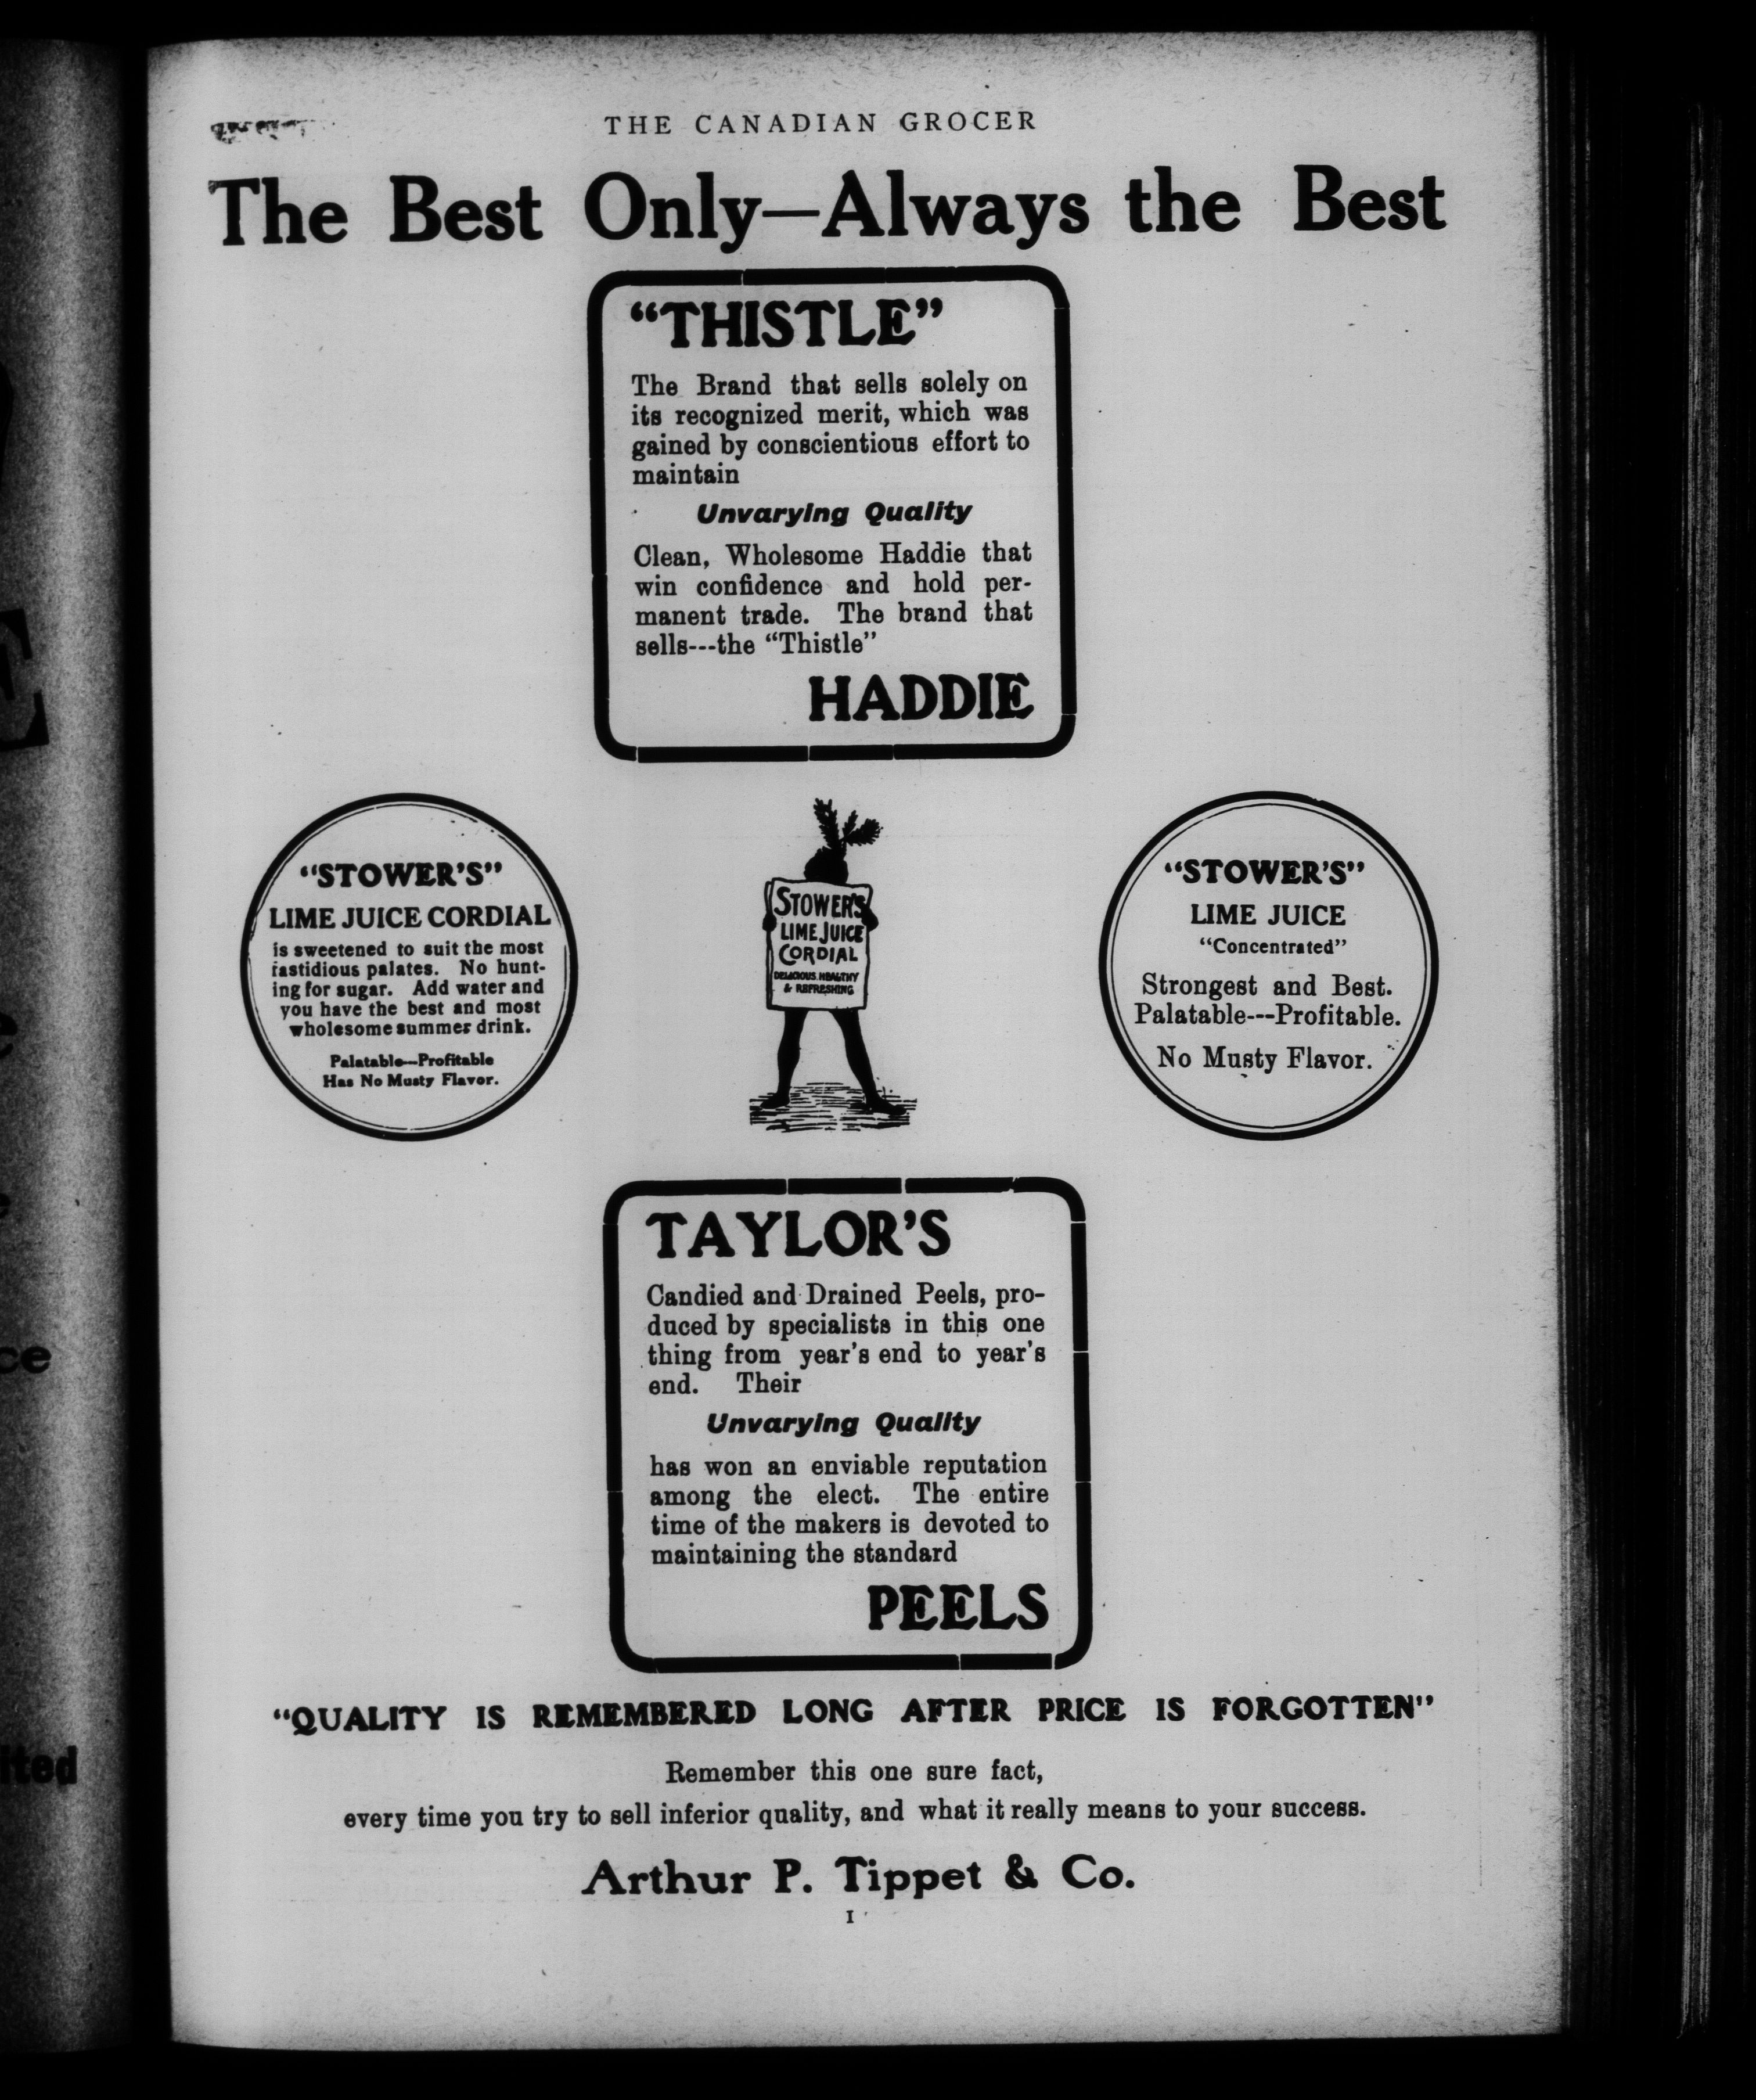 THE CANADIAN GROCER
The Best Only—Always the Best
“THISTLE”
The Brand that sells solely on
its recognized merit, which was
gained by conscientious effort to
maintain
Unvarying Quality
Clean, Wholesome Haddie that
win confidence and hold per-
manent trade. The brand that
sells---the “Thistle”
HADDIE
“STOWER’S”
LIME JUICE CORDIAL
is sweetened to suit the most
fastidious palates. No hunt-
ing for sugar. Add water and
you have the best and most
wholesome summer drink.
Palatable---Profitable
Has No Musty Flavor.
STOWER'S
LIME JUICE
CORDIAL
DELICIOUS. HEALTHY
& REFRESHING
“STOWER’S”
LIME JUICE
“Concentrated”
Strongest and Best.
Palatable---Profitable.
No Musty Flavor.
TAYLOR’S
Candied and Drained Peels, pro-
duced by specialists in this one
thing from year's end to year's
end. Their
Unvarying Quality
has won an enviable reputation
among the elect. The entire
time of the makers is devoted to
maintaining the standard
PEELS
“QUALITY IS REMEMBERED LONG AFTER PRICE IS FORGOTTEN”
Remember this one sure fact,
every time you try to sell inferior quality, and what it really means to your success.
Arthur P. Tippet & Co.
I